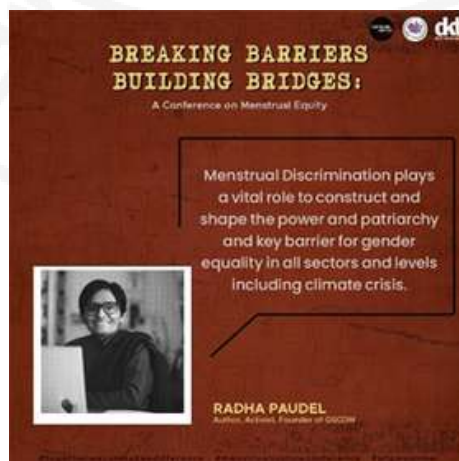 dkt
BREAKING BARRIERS
BUILDING BRIDGES:
A Conference on Menstrual Equity
Menstrual Discrimination plays
a vital role to construct and
shape the power and patriarchy
and key barrier for gender
equality in all sectors and levels
including climate crisis.
RADHA PAUDEL
Author, Activist, Founder of GSCDM